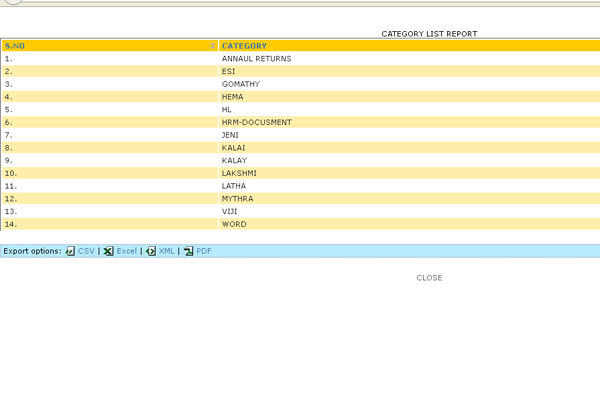 CATEGORY LIST REPORT
S.NO CATEGORY
1. ANNAUL RETURNS
2. ESI
3. GOMATHY
4. HEMA
5. HL
6. HRM-DOCUSMENT
7. JENI
8. KALAI
9. KALAY
10. LAKSHMI
11. LATHA
12. MYTHRA
13. VIJI
14. WORD
Export options: CSV | Excel | XML | PDF
CLOSE